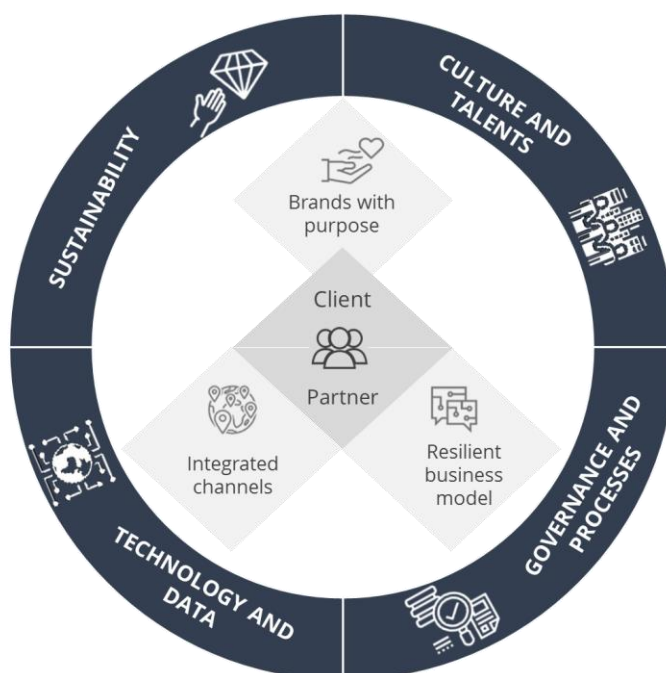 SUSTAINABILITY
CULTURE AND
TALENTS
Brands with
purpose
Client
Partner
Integrated
channels
Resilient
business
model
TECHNOLOGY AND
DATA
GOVERNANCE AND
PROCESSES